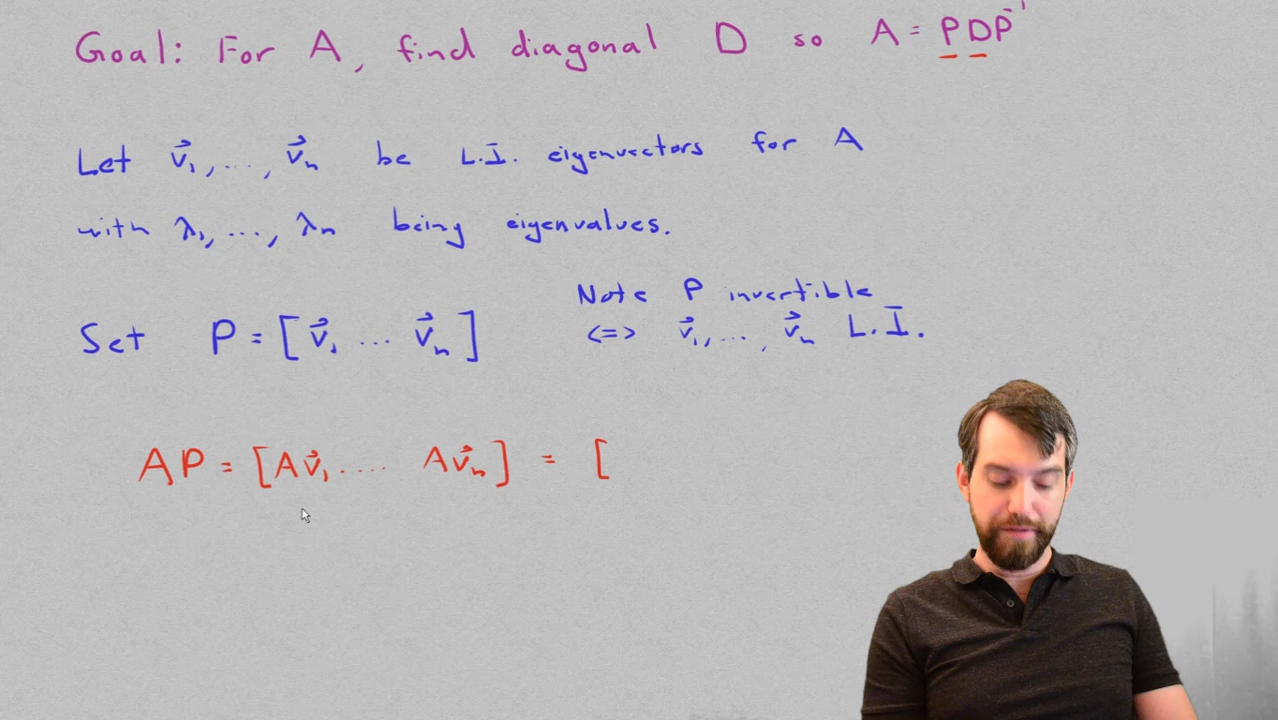 Goal: For A, find diagonal D so A = PDP⁻¹
Let v⃗₁, ..., v⃗ₙ be L.I. eigenvectors for A
with λ₁, ..., λₙ being eigenvalues.
Note P invertible
Set P = [v⃗₁ ... v⃗ₙ]
<=> v⃗₁, ..., v⃗ₙ L.I.
AP = [Av⃗₁ .... Av⃗ₙ] = [